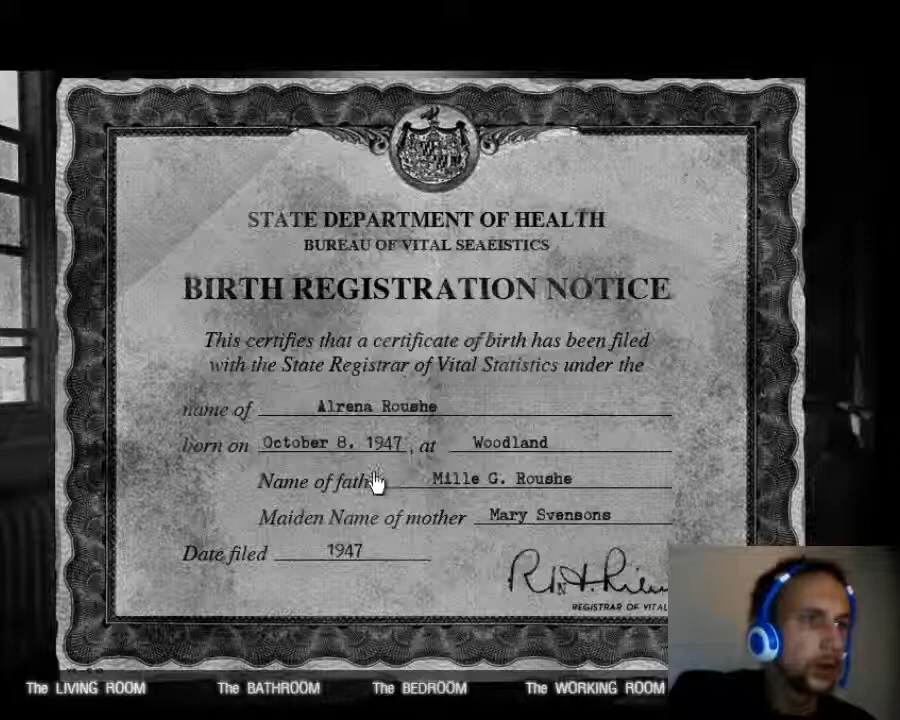 STATE DEPARTMENT OF HEALTH
BUREAU OF VITAL SEAEISTICS
BIRTH REGISTRATION NOTICE
This certifies that a certificate of birth has been filed
with the State Registrar of Vital Statistics under the
name of Alrena Roushe
born on October 8. 1947, at Woodland
Name of fath Mille G. Roushe
Maiden Name of mother Mary Svensons
Date filed 1947
REGISTRAR OF VITAL
The LIVING ROOM The BATHROOM The BEDROOM The WORKING ROOM